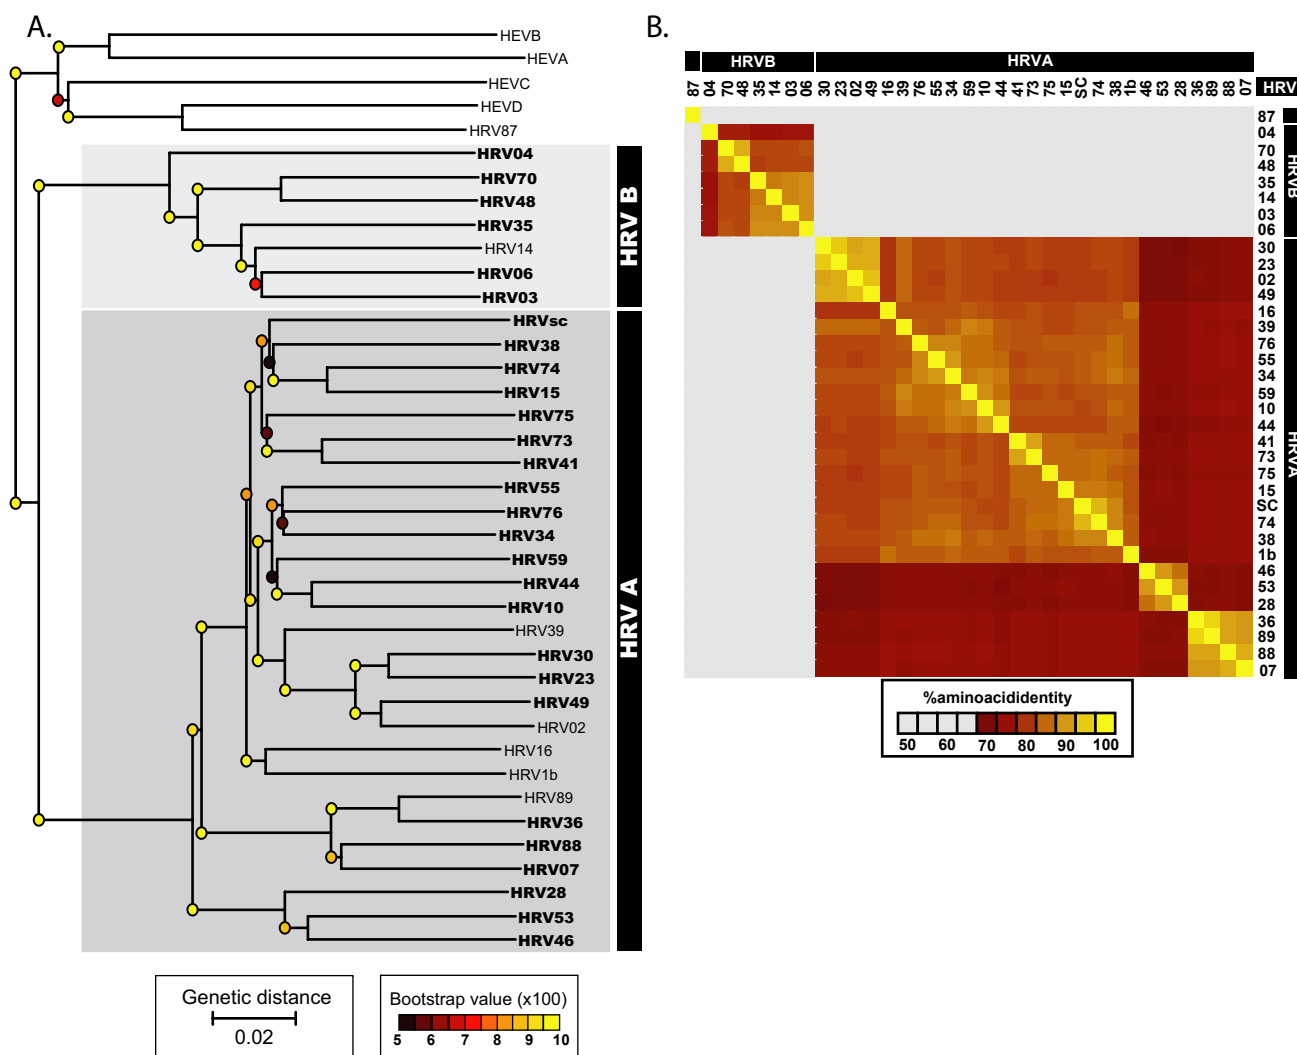 A.
HEVB
HEVA
HEVC
HEVD
HRV87
HRV04
HRV70
HRV48
HRV35
HRV14
HRV06
HRV03
HRV B
HRVsc
HRV38
HRV74
HRV15
HRV75
HRV73
HRV41
HRV55
HRV76
HRV34
HRV59
HRV44
HRV10
HRV39
HRV30
HRV23
HRV49
HRV02
HRV16
HRV1b
HRV89
HRV36
HRV88
HRV07
HRV28
HRV53
HRV46
HRV A
Genetic distance
0.02
Bootstrap value (x100)
5 6 7 8 9 10
B.
HRVB HRVA
87 04 70 48 35 14 03 06 30 23 02 49 16 39 76 55 34 59 10 44 41 73 75 15 SC 74 38 1b 46 53 28 36 89 88 07
HRV
87
04
70
48
35
14
03
06
30
23
02
49
16
39
76
55
34
59
10
44
41
73
75
15
SC
74
38
1b
46
53
28
36
89
88
07
HRVB
HRVA
%aminoacididentity
50 60 70 80 90 100